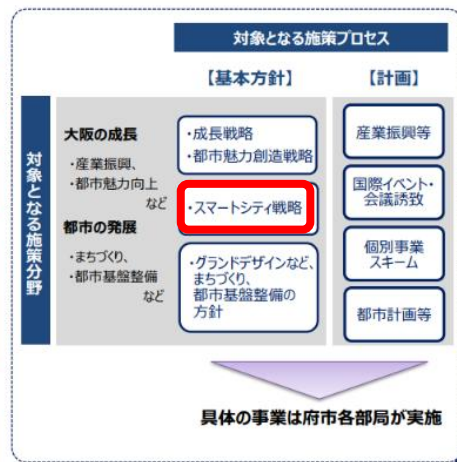 対象となる施策プロセス
【基本方針】
【計画】
対象となる施策分野
大阪の成長
・産業振興、
・都市魅力向上
など
都市の発展
・まちづくり、
・都市基盤整備
など
・成長戦略
・都市魅力創造戦略
・スマートシティ戦略
・グランドデザインなど、
まちづくり、
都市基盤整備の
方針
産業振興等
国際イベント・
会議誘致
個別事業
スキーム
都市計画等
具体の事業は府市各部局が実施